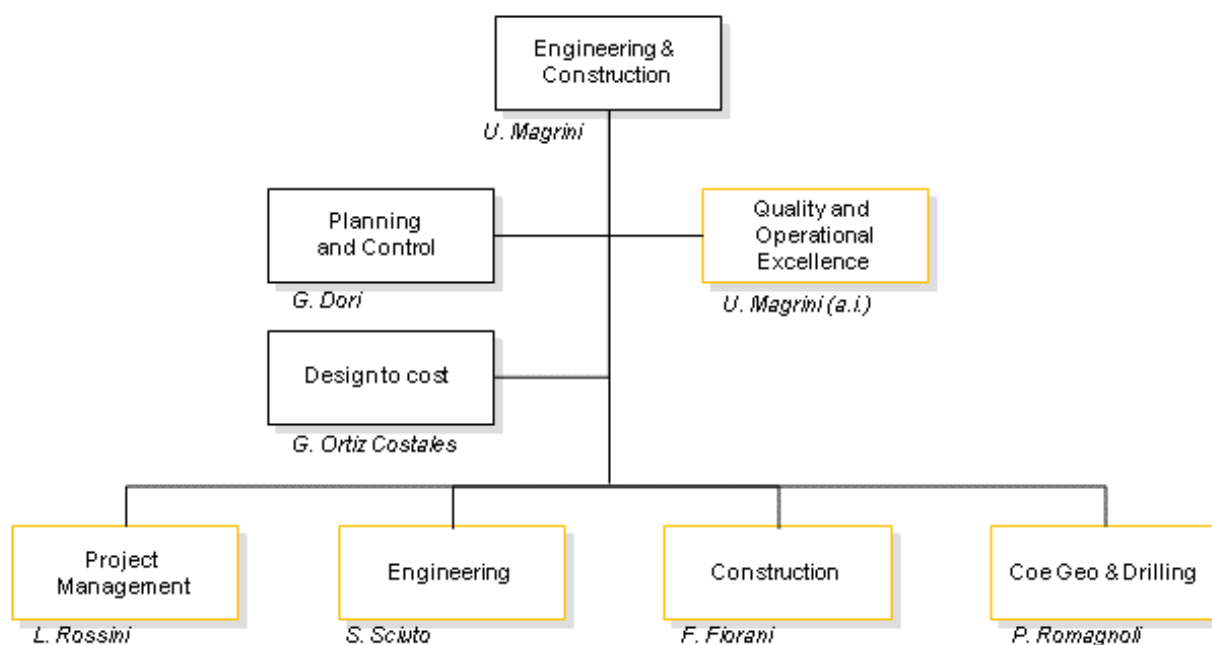 Engineering &
Construction
U. Magrini
Planning
and Control
G. Dori
Quality and
Operational
Excellence
U. Magrini (a.i.)
Design to cost
G. Ortiz Costales
Project
Management
L. Rossini
Engineering
S. Sciuto
Construction
F. Fiorani
Coe Geo & Drilling
P. Romagnoli